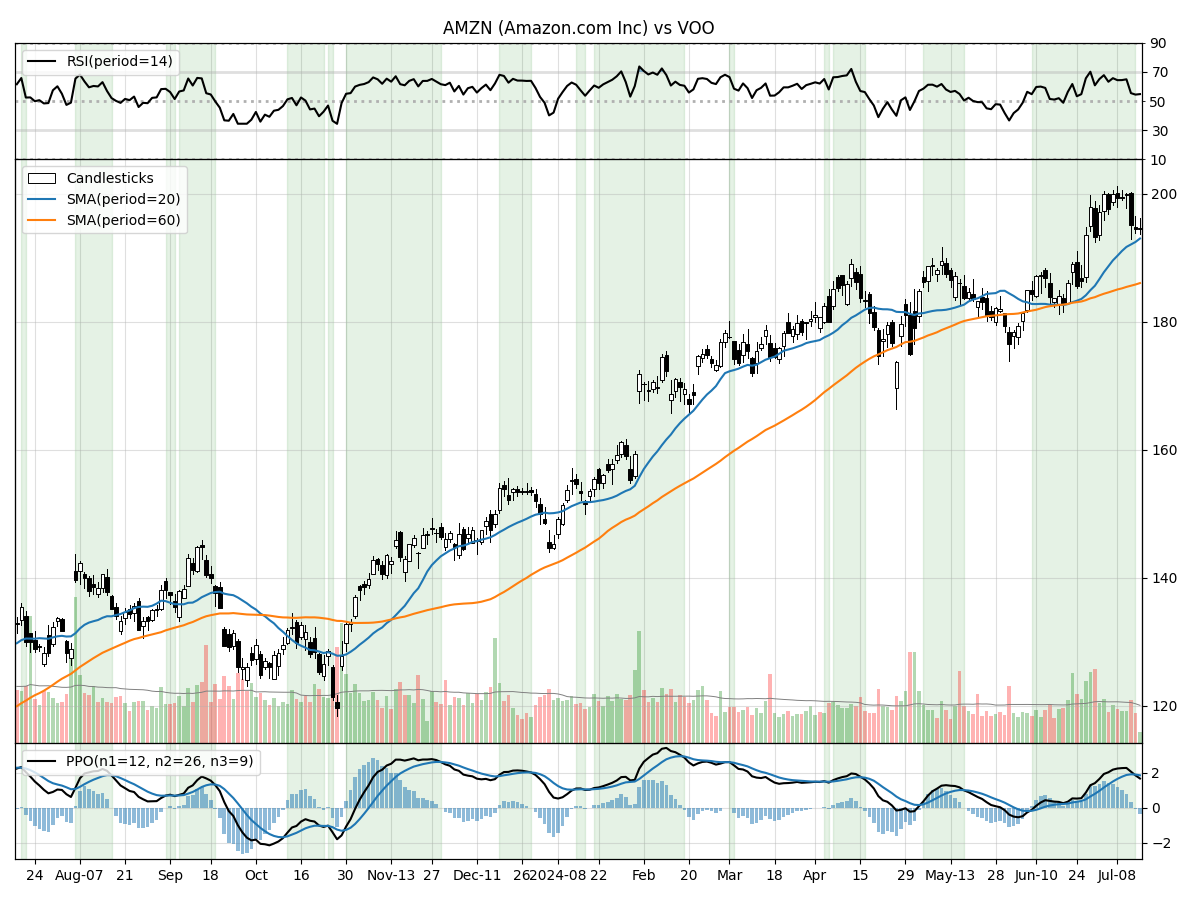 AMZN (Amazon.com Inc) vs VOO
RSI(period=14)
90
70
50
30
10
Candlesticks
SMA(period=20)
SMA(period=60)
200
180
160
140
120
PPO(n1=12, n2=26, n3=9)
2
0
−2
24 Aug-07 21 Sep 18 Oct 16 30 Nov-13 27 Dec-11 26 2024-08 22 Feb 20 Mar 18 Apr 15 29 May-13 28 Jun-10 24 Jul-08